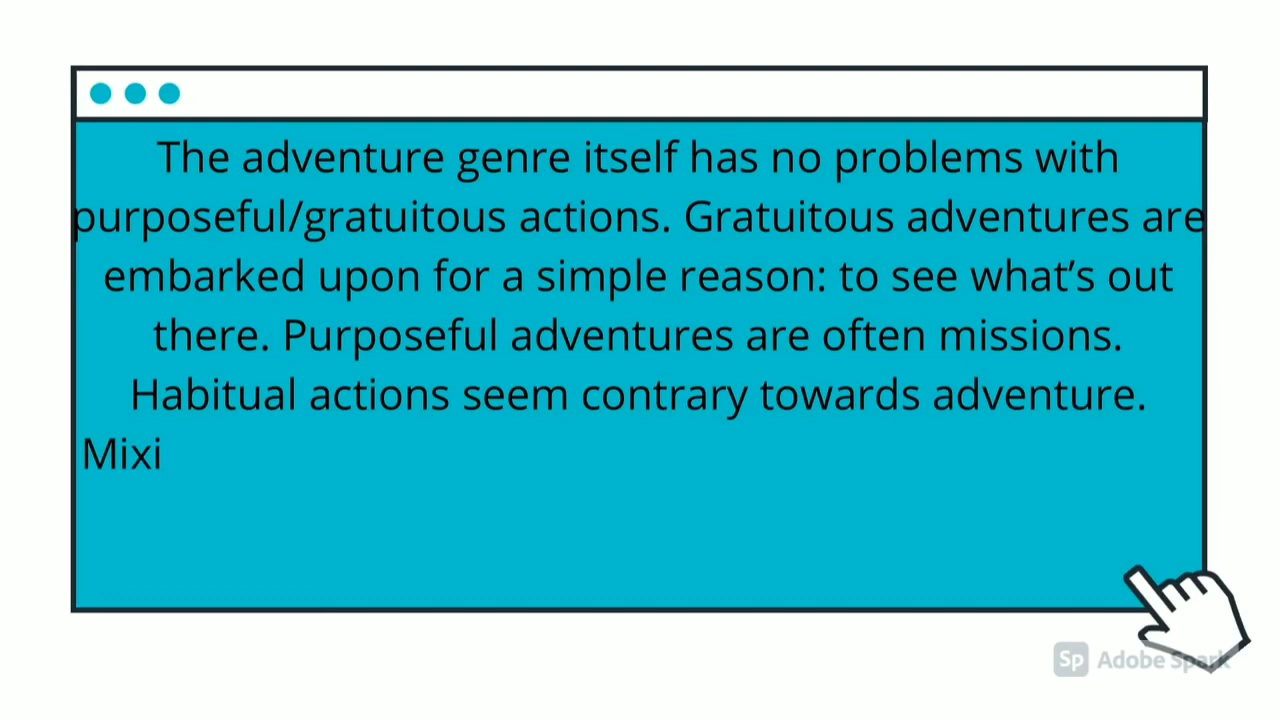 The adventure genre itself has no problems with
purposeful/gratuitous actions. Gratuitous adventures are
embarked upon for a simple reason: to see what’s out
there. Purposeful adventures are often missions.
Habitual actions seem contrary towards adventure.
Mixi
Sp Adobe Spark